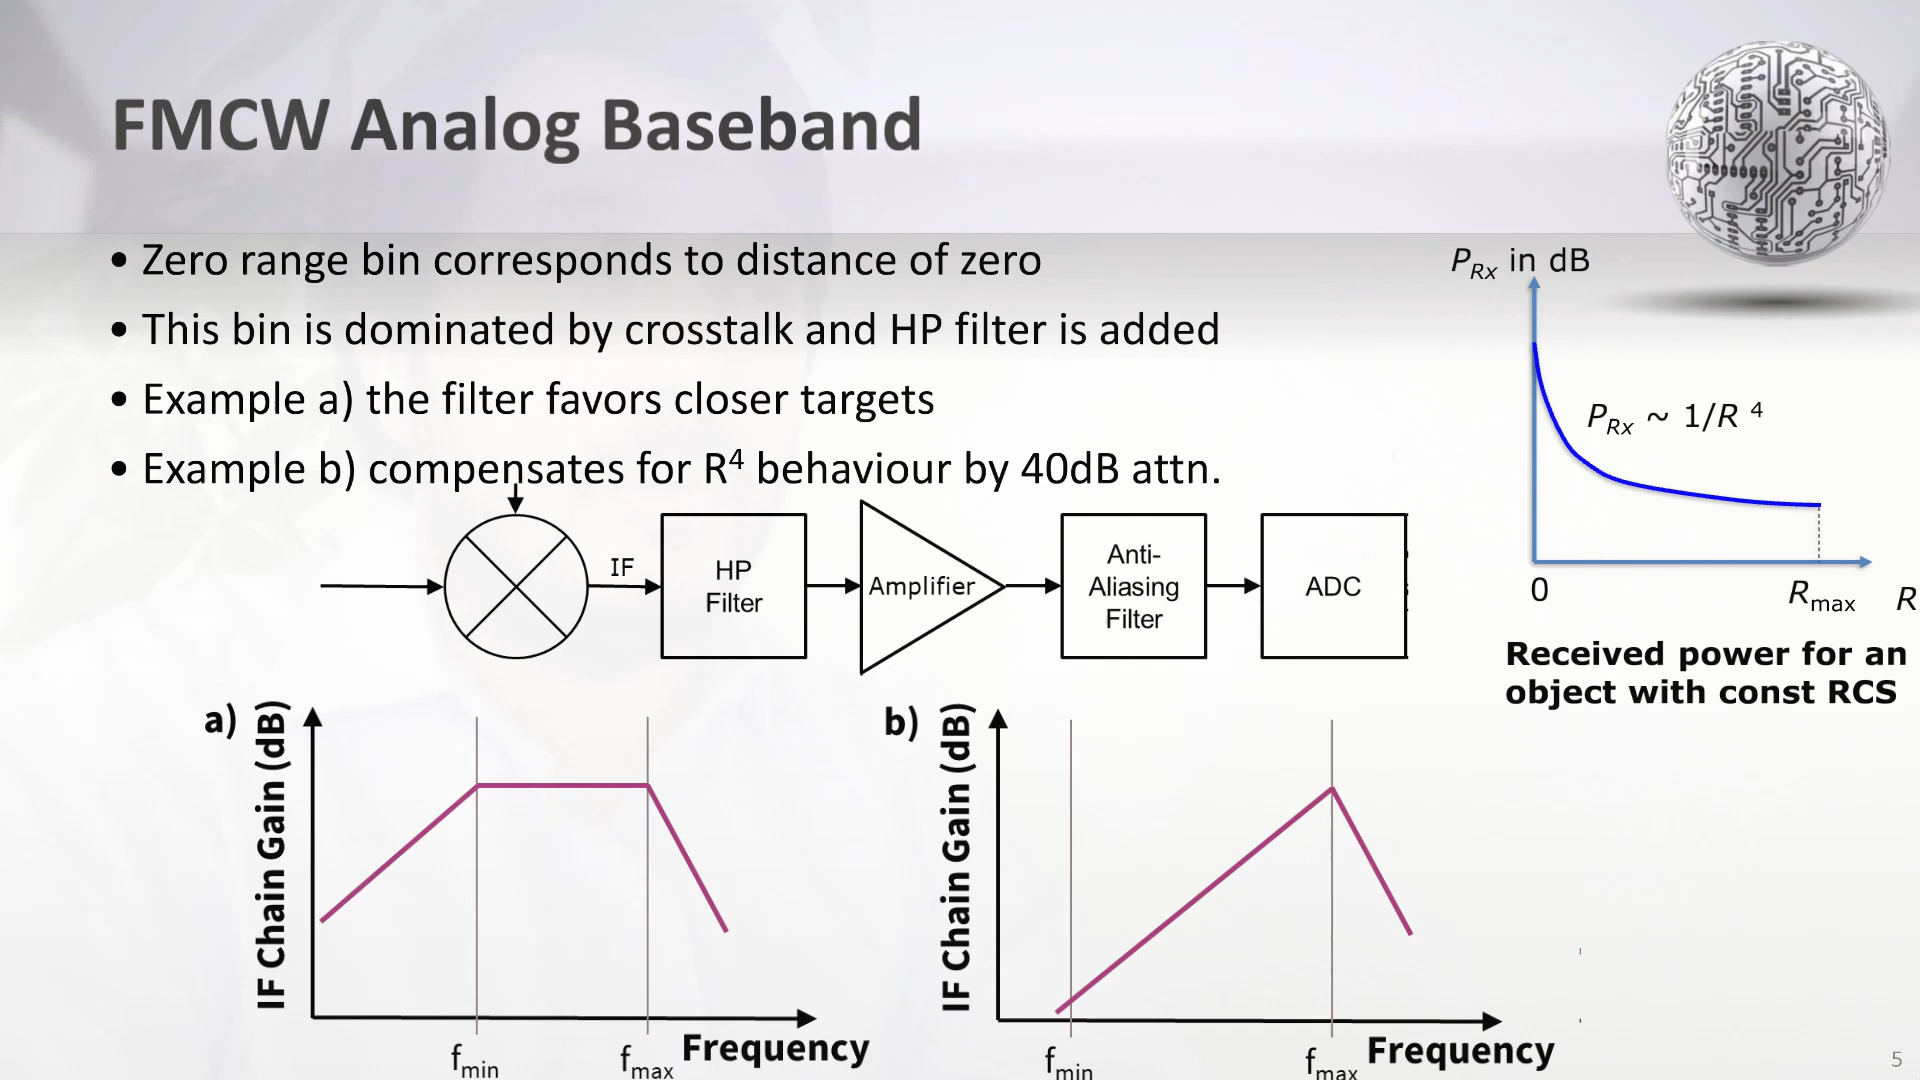 FMCW Analog Baseband
• Zero range bin corresponds to distance of zero
• This bin is dominated by crosstalk and HP filter is added
• Example a) the filter favors closer targets
• Example b) compensates for R⁴ behaviour by 40dB attn.
P_Rx in dB
P_Rx ~ 1/R ⁴
0
R_max
R
Received power for an
object with const RCS
IF
HP
Filter
Amplifier
Anti-
Aliasing
Filter
ADC
a)
IF Chain Gain (dB)
f_min
f_max
Frequency
b)
IF Chain Gain (dB)
f_min
f_max
Frequency
5